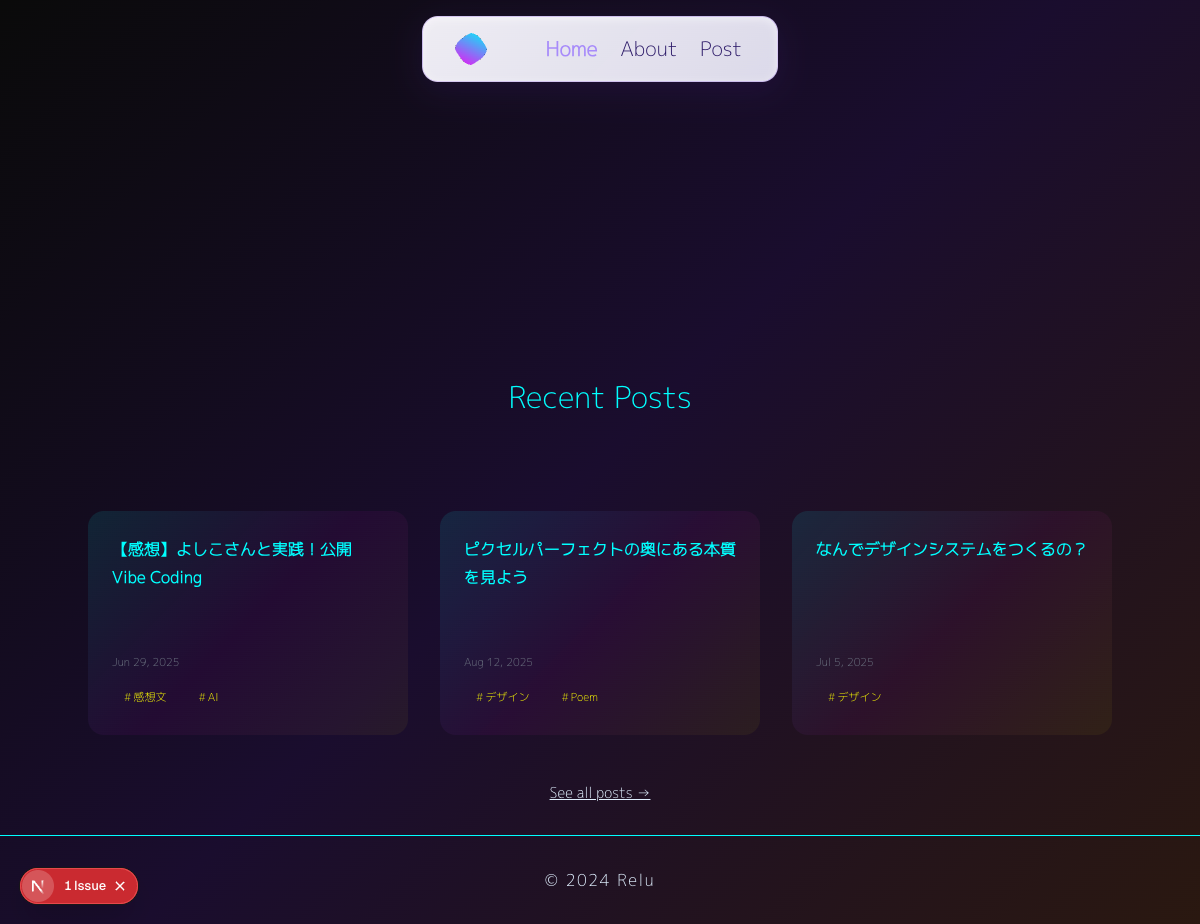 Home About Post
Recent Posts
【感想】よしこさんと実践！公開
Vibe Coding
Jun 29, 2025
#感想文 #AI
ピクセルパーフェクトの奥にある本質
を見よう
Aug 12, 2025
#デザイン #Poem
なんでデザインシステムをつくるの？
Jul 5, 2025
#デザイン
See all posts →
© 2024 Relu
N 1 Issue ×